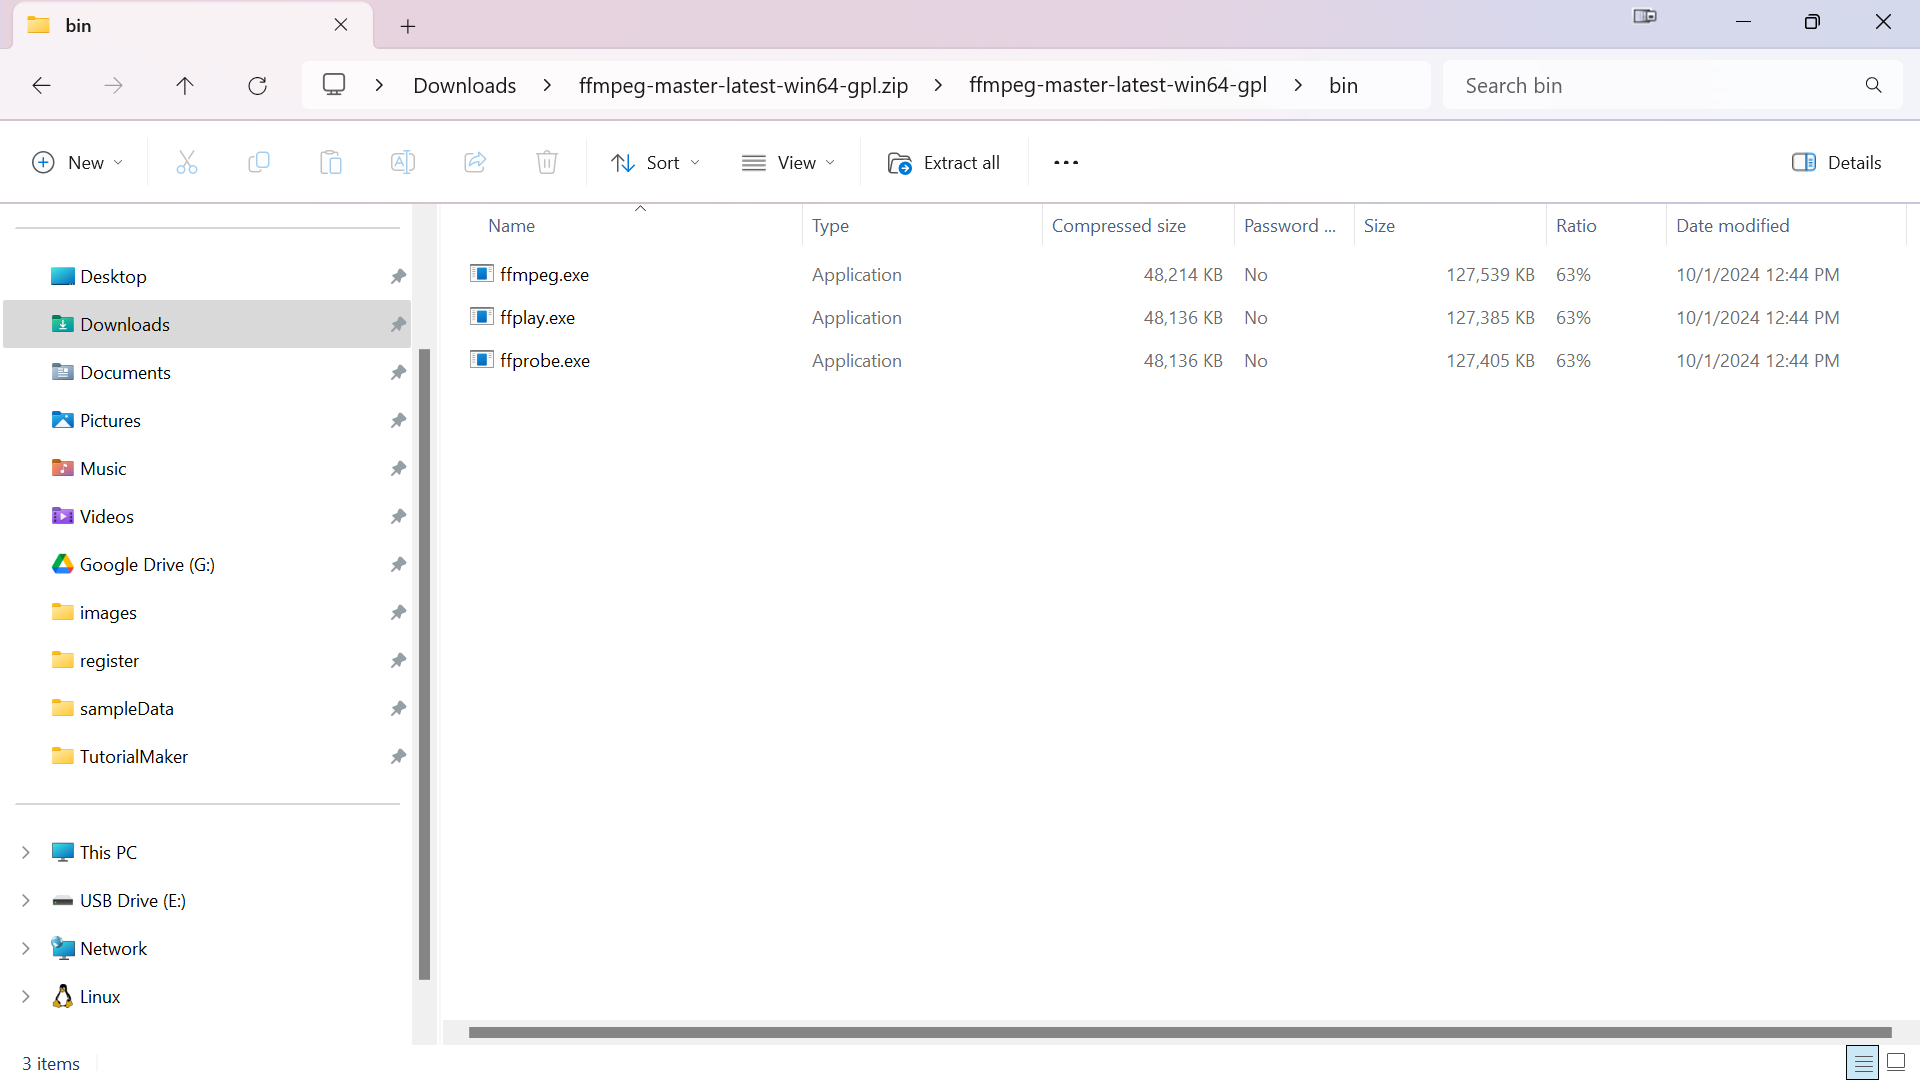 bin
Downloads
ffmpeg-master-latest-win64-gpl.zip
ffmpeg-master-latest-win64-gpl
bin
Search bin
New
Sort
View
Extract all
Details
Name Type Compressed size Password ... Size Ratio Date modified
ffmpeg.exe Application 48,214 KB No 127,539 KB 63% 10/1/2024 12:44 PM
ffplay.exe Application 48,136 KB No 127,385 KB 63% 10/1/2024 12:44 PM
ffprobe.exe Application 48,136 KB No 127,405 KB 63% 10/1/2024 12:44 PM
Desktop
Downloads
Documents
Pictures
Music
Videos
Google Drive (G:)
images
register
sampleData
TutorialMaker
This PC
USB Drive (E:)
Network
Linux
3 items